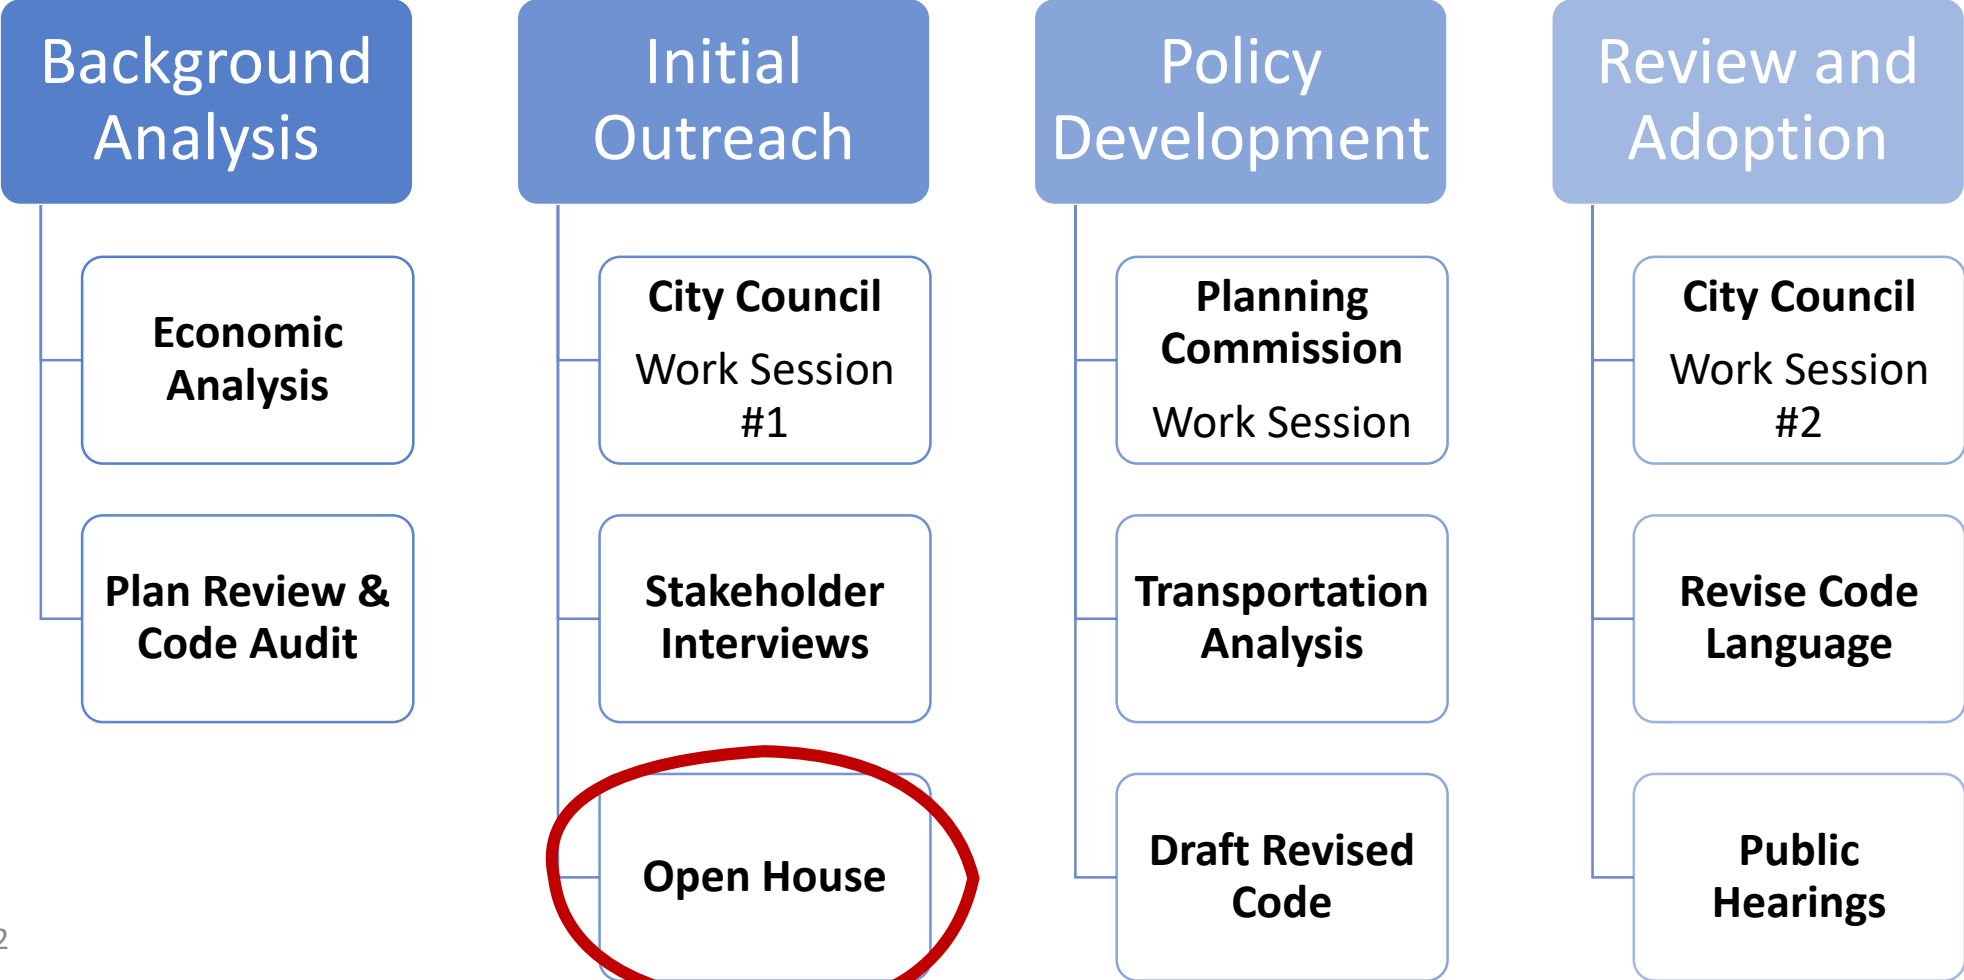 Background
Analysis
Economic
Analysis
Plan Review &
Code Audit
Initial
Outreach
City Council
Work Session
#1
Stakeholder
Interviews
Open House
Policy
Development
Planning
Commission
Work Session
Transportation
Analysis
Draft Revised
Code
Review and
Adoption
City Council
Work Session
#2
Revise Code
Language
Public
Hearings
2